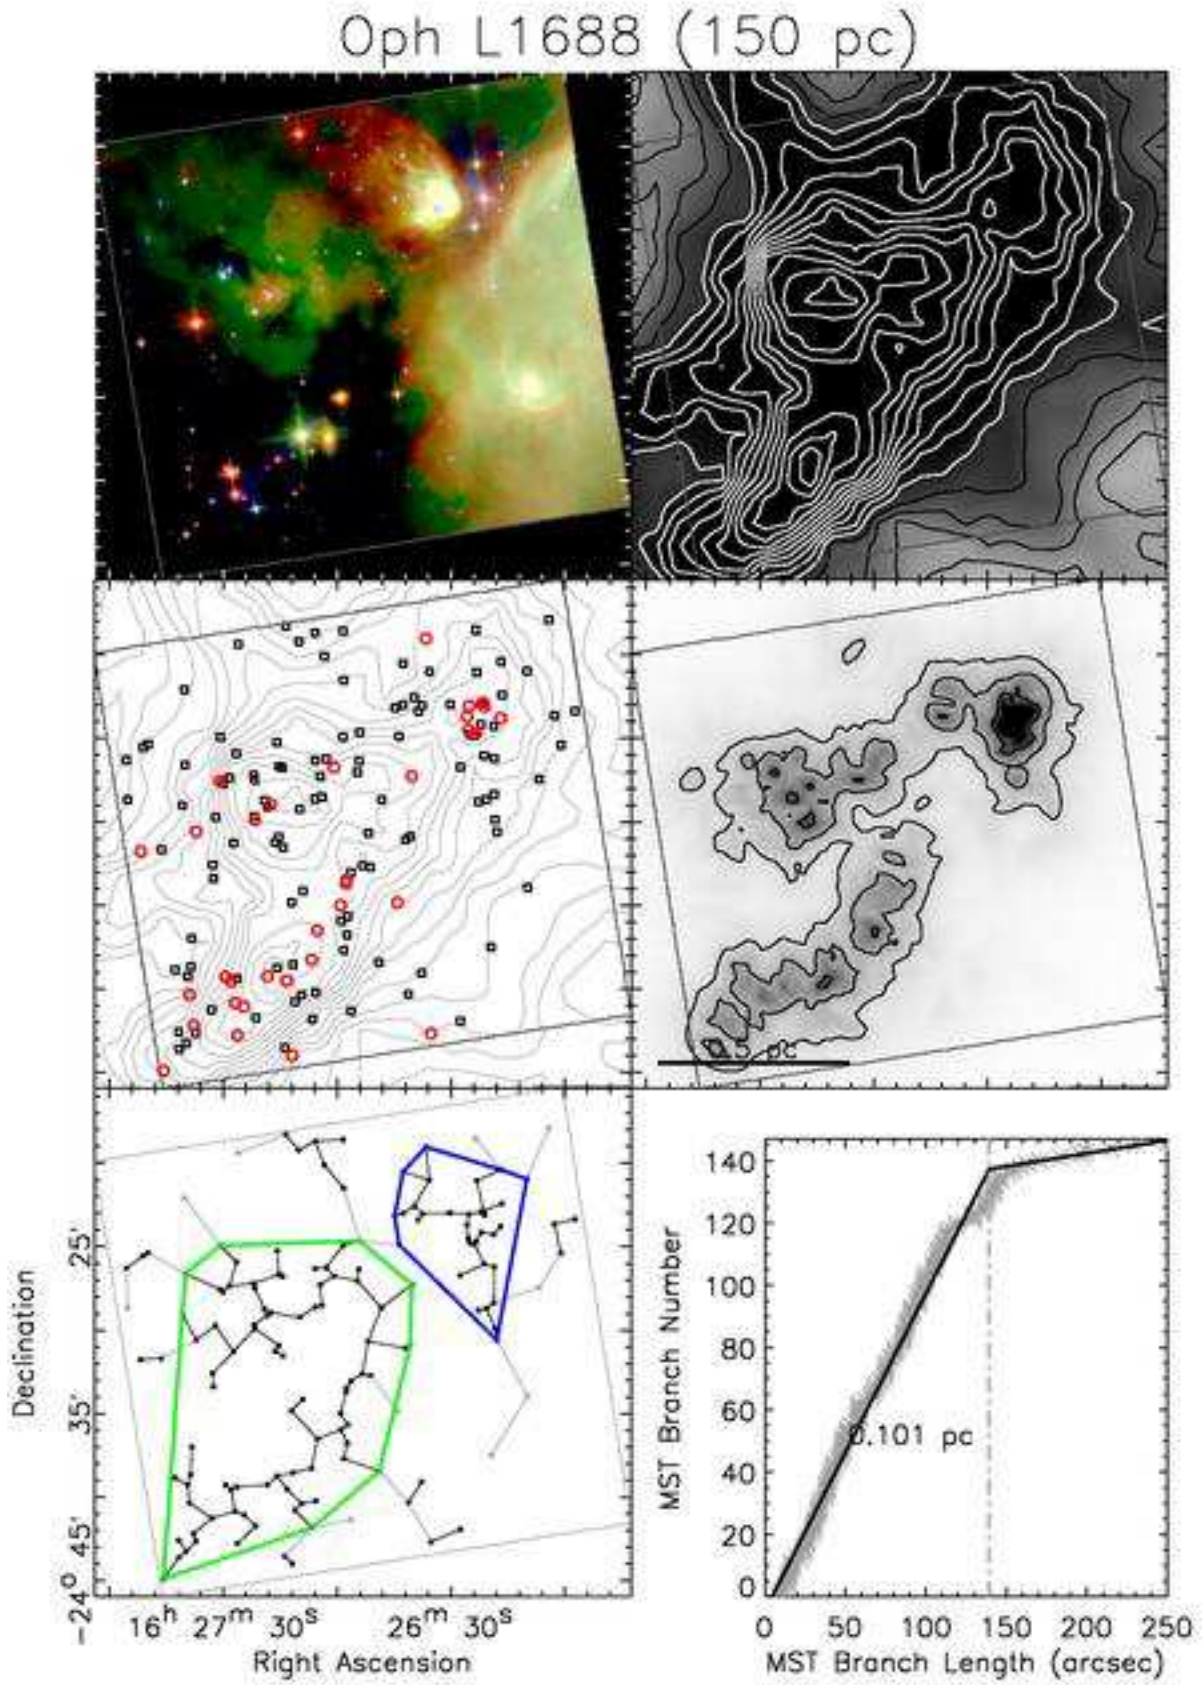 Oph L1688 (150 pc)
5 pc
Declination
25'
35'
45'
-24°
16h 27m 30s 26m 30s
Right Ascension
MST Branch Number
140
120
100
80
60
40
20
0
0.101 pc
0 50 100 150 200 250
MST Branch Length (arcsec)